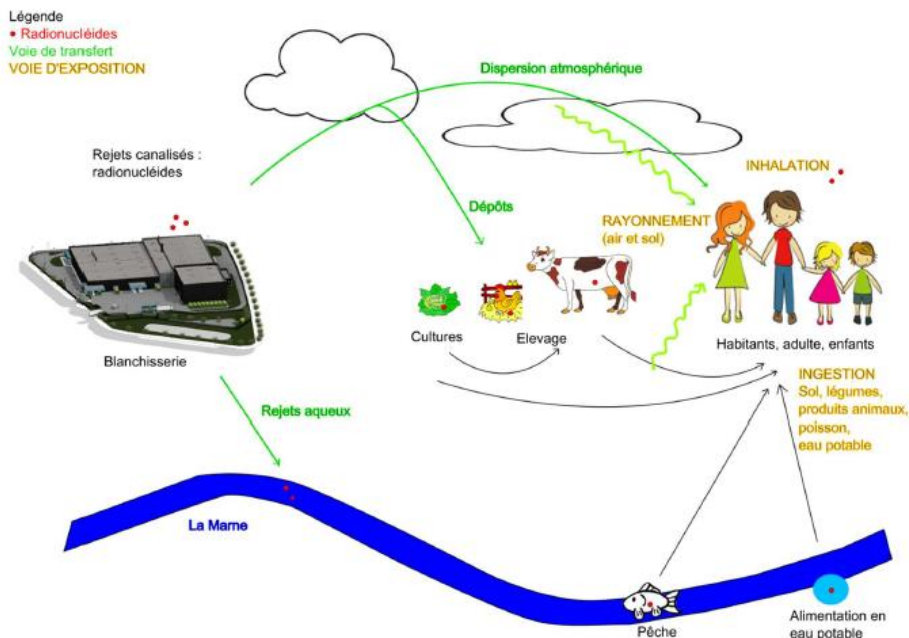 Légende
Radionucléides
Voie de transfert
VOIE D'EXPOSITION
Dispersion atmosphérique
Rejets canalisés :
radionucléides
INHALATION
Dépôts
RAYONNEMENT
(air et sol)
Cultures
Elevage
Habitants, adulte, enfants
Blanchisserie
INGESTION
Sol, légumes,
produits animaux,
poisson,
eau potable
Rejets aqueux
La Marne
Pêche
Alimentation en
eau potable